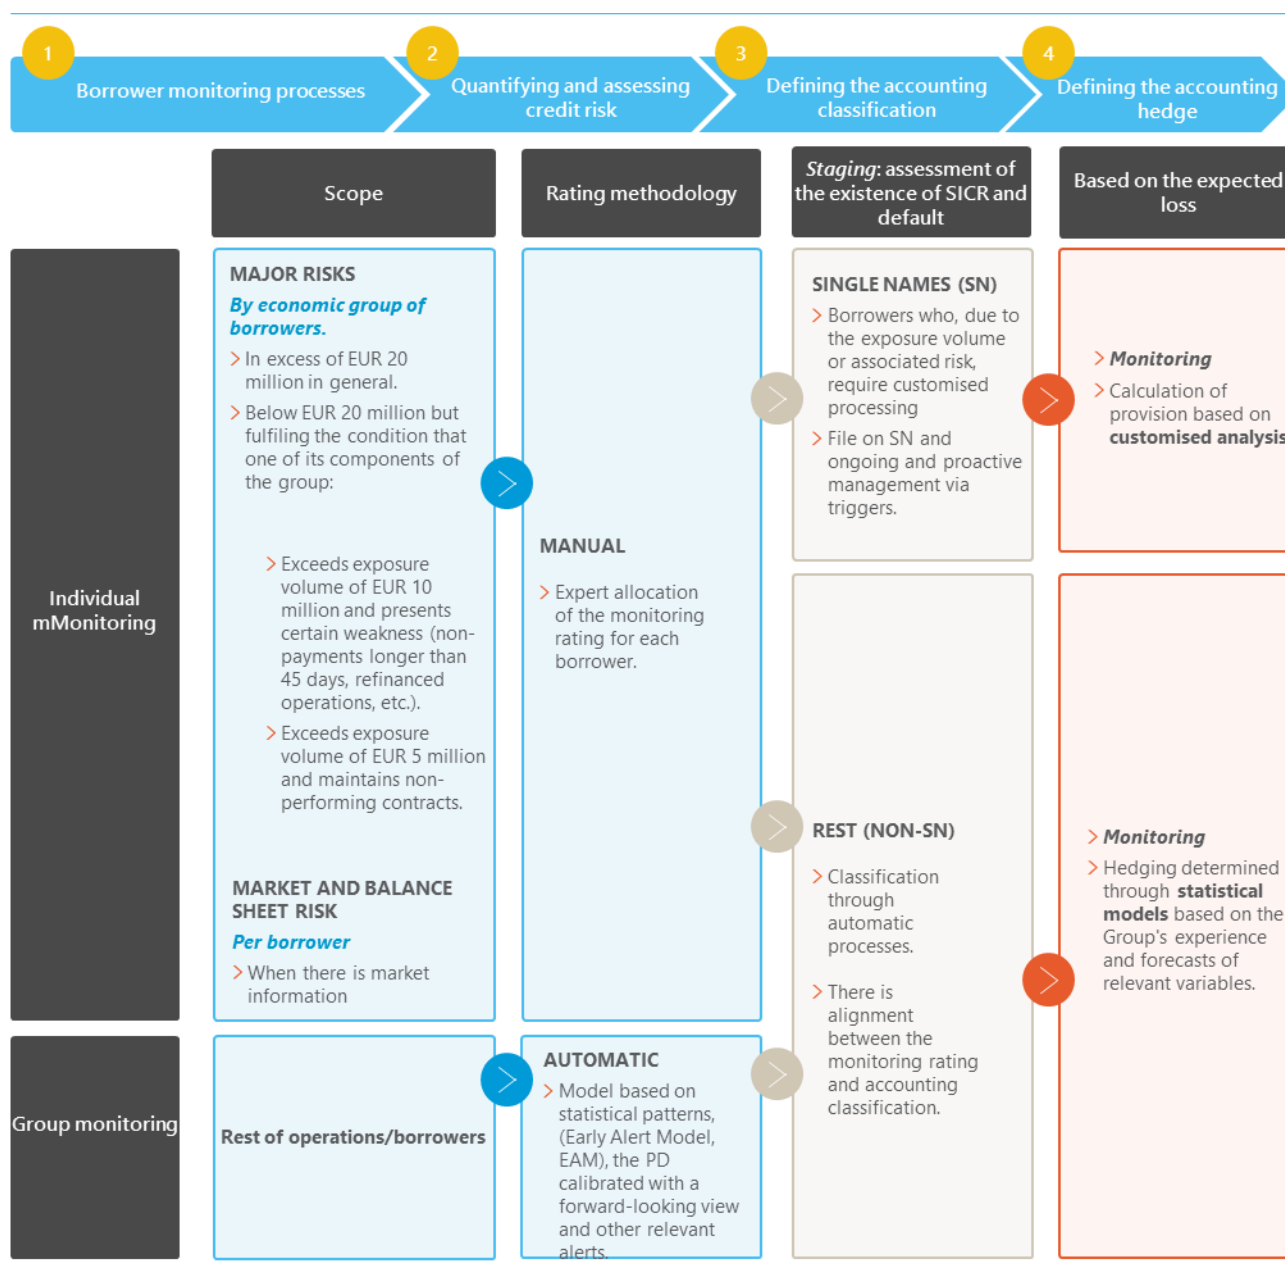 1
Borrower monitoring processes
2
Quantifying and assessing
credit risk
3
Defining the accounting
classification
4
Defining the accounting
hedge
Scope
Rating methodology
Staging: assessment of
the existence of SICR and
default
Based on the expected
loss
Individual
mMonitoring
MAJOR RISKS
By economic group of
borrowers.
In excess of EUR 20
million in general.
Below EUR 20 million but
fulfiling the condition that
one of its components of
the group:
Exceeds exposure
volume of EUR 10
million and presents
certain weakness (non-
payments longer than
45 days, refinanced
operations, etc.).
Exceeds exposure
volume of EUR 5 million
and maintains non-
performing contracts.
MARKET AND BALANCE
SHEET RISK
Per borrower
When there is market
information
MANUAL
Expert allocation
of the monitoring
rating for each
borrower.
SINGLE NAMES (SN)
Borrowers who, due to
the exposure volume
or associated risk,
require customised
processing
File on SN and
ongoing and proactive
management via
triggers.
Monitoring
Calculation of
provision based on
customised analysis
REST (NON-SN)
Classification
through
automatic
processes.
There is
alignment
between the
monitoring rating
and accounting
classification.
Monitoring
Hedging determined
through statistical
models based on the
Group's experience
and forecasts of
relevant variables.
Group monitoring
Rest of operations/borrowers
AUTOMATIC
Model based on
statistical patterns,
(Early Alert Model,
EAM), the PD
calibrated with a
forward-looking view
and other relevant
alerts.